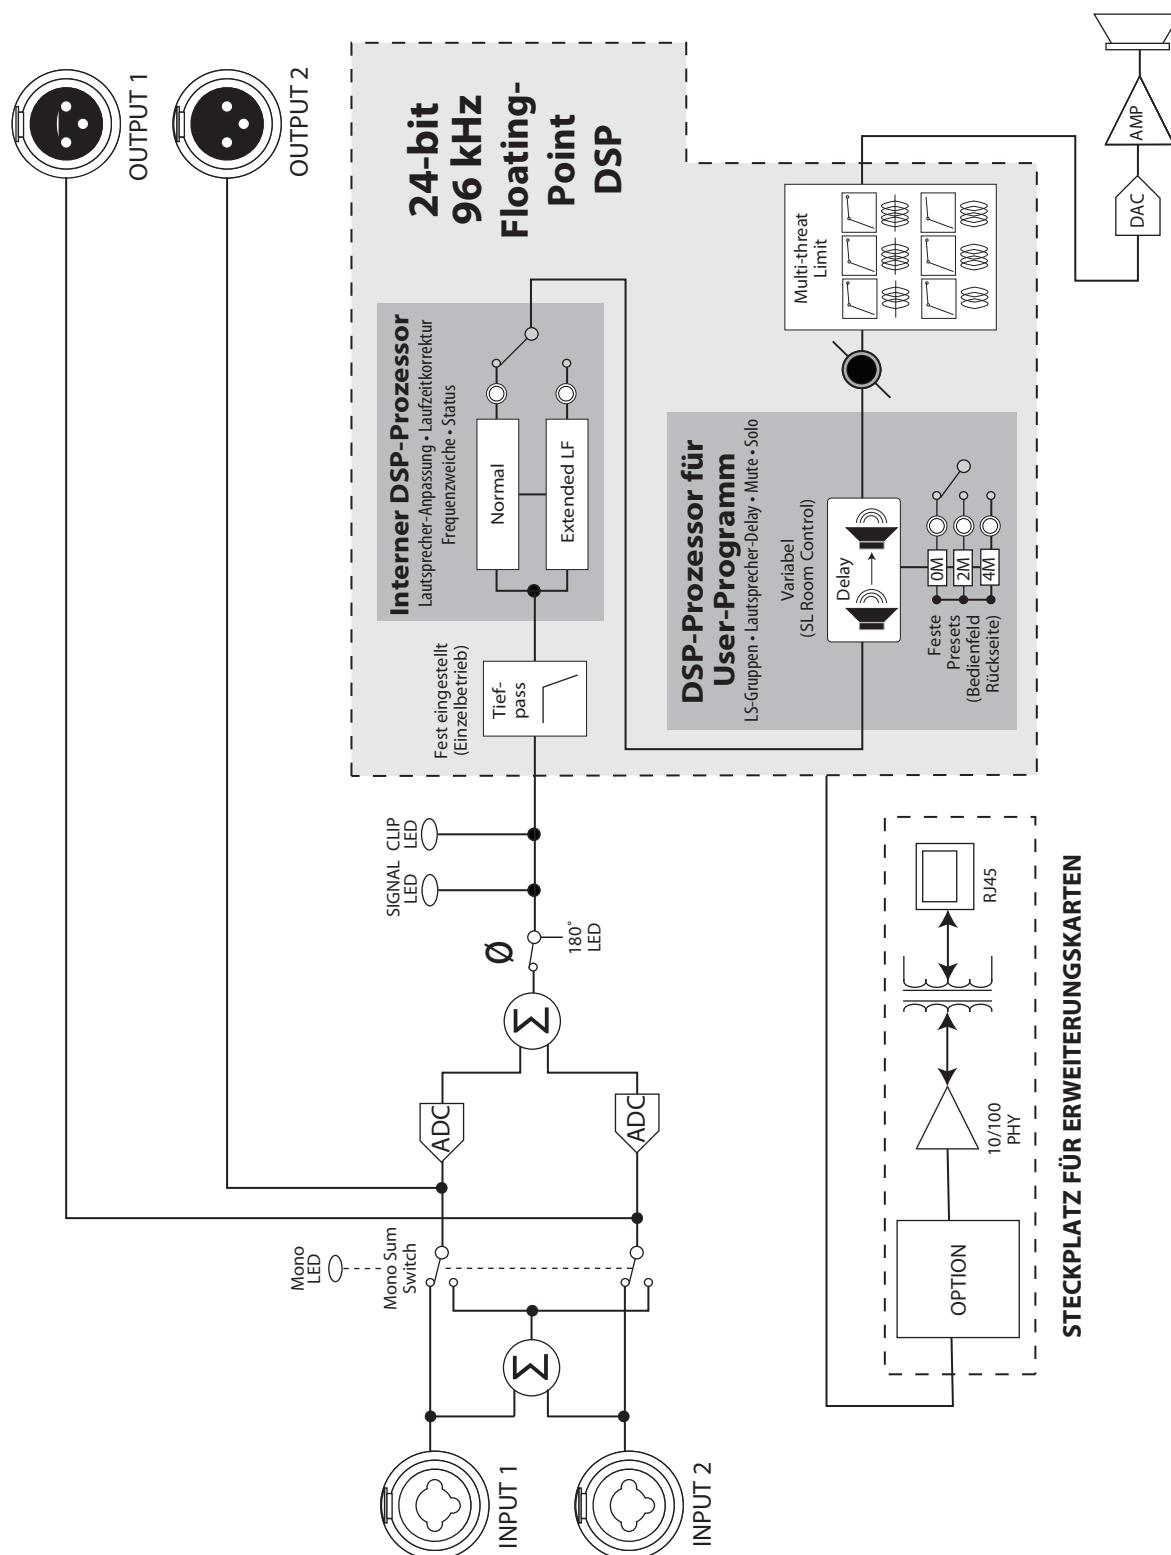 OUTPUT 1
OUTPUT 2
24-bit
96 kHz
Floating-
Point
DSP
Interner DSP-Prozessor
Lautsprecher-Anpassung • Laufzeitkorrektur
Frequenzweiche • Status
Normal
Extended LF
Fest eingestellt
(Einzelbetrieb)
Tief-
pass
CLIP
LED
SIGNAL
LED
Ø
180°
LED
Σ
ADC
ADC
Mono
LED
Mono Sum
Switch
Σ
INPUT 1
INPUT 2
DSP-Prozessor für
User-Programm
LS-Gruppen • Lautsprecher-Delay • Mute • Solo
Variabel
(SL Room Control)
Delay
0M
2M
4M
Feste
Presets
(Bedienfeld
Rückseite)
Multi-threat
Limit
DAC
AMP
RJ45
10/100
PHY
OPTION
STECKPLATZ FÜR ERWEITERUNGSKARTEN